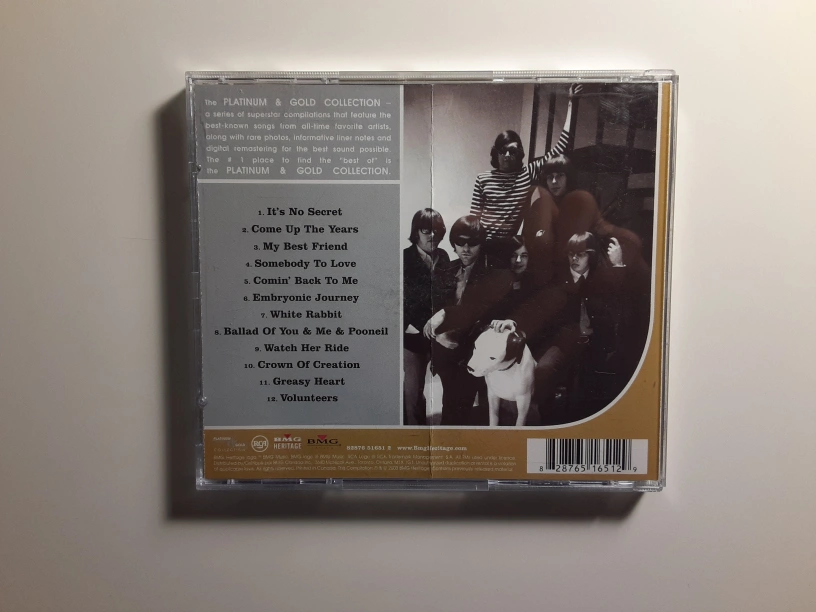 The PLATINUM & GOLD COLLECTION –
a series of superstar compilations that feature the
best-known songs from all-time favorite artists,
along with rare photos, informative liner notes and
digital remastering for the best sound possible.
The # 1 place to find the "best of" is
the PLATINUM & GOLD COLLECTION.
1. It's No Secret
2. Come Up The Years
3. My Best Friend
4. Somebody To Love
5. Comin' Back To Me
6. Embryonic Journey
7. White Rabbit
8. Ballad Of You & Me & Pooneil
9. Watch Her Ride
10. Crown Of Creation
11. Greasy Heart
12. Volunteers
RCA
BMG
HERITAGE
BMG
www.BmgHeritage.com
8 28765 16512 9